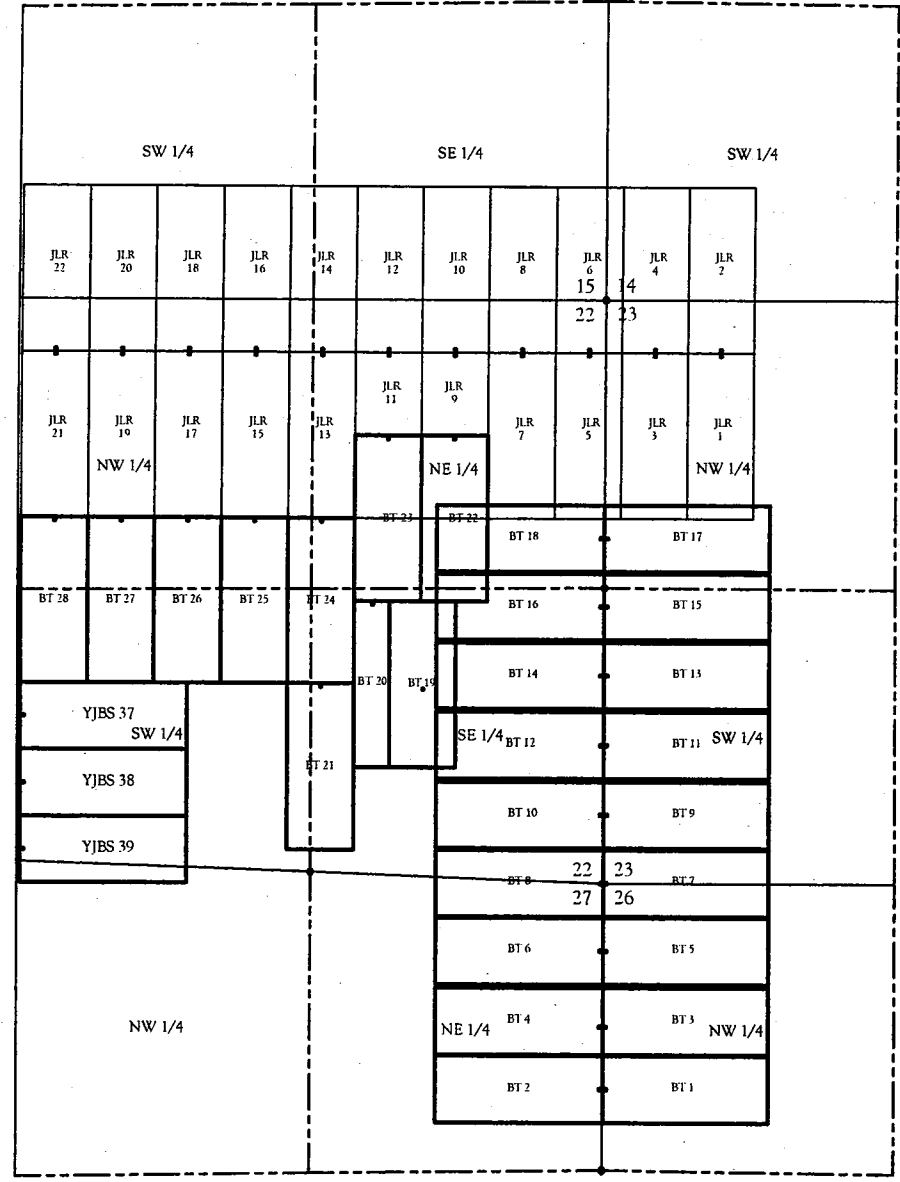 SW 1/4 SE 1/4 SW 1/4
JLR 22 JLR 20 JLR 18 JLR 16 JLR 14 JLR 12 JLR 10 JLR 8 JLR 6 JLR 4 JLR 2
15 14
22 23
JLR 11 JLR 9
JLR 21 JLR 19 JLR 17 JLR 15 JLR 13 JLR 7 JLR 5 JLR 3 JLR 1
NW 1/4 NE 1/4 NW 1/4
BT 23 BT 22
BT 18 BT 17
BT 28 BT 27 BT 26 BT 25 BT 24 BT 16 BT 15
BT 20 BT 19 BT 14 BT 13
YJBS 37
SW 1/4 SE 1/4 BT 12 BT 11 SW 1/4
BT 21
YJBS 38
BT 10 BT 9
YJBS 39
22 23
BT 8 BT 7
27 26
BT 6 BT 5
NW 1/4 NE 1/4 BT 4 BT 3 NW 1/4
BT 2 BT 1